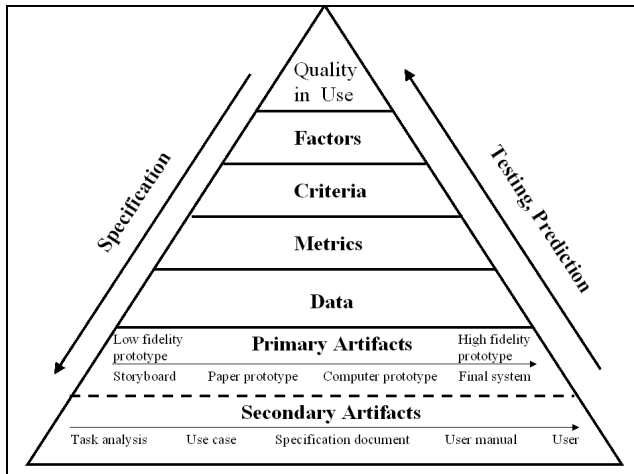 Quality
in Use
Factors
Specification
Testing, Prediction
Criteria
Metrics
Data
Low fidelity
prototype
Primary Artifacts
High fidelity
prototype
Storyboard Paper prototype Computer prototype Final system
Secondary Artifacts
Task analysis Use case Specification document User manual User